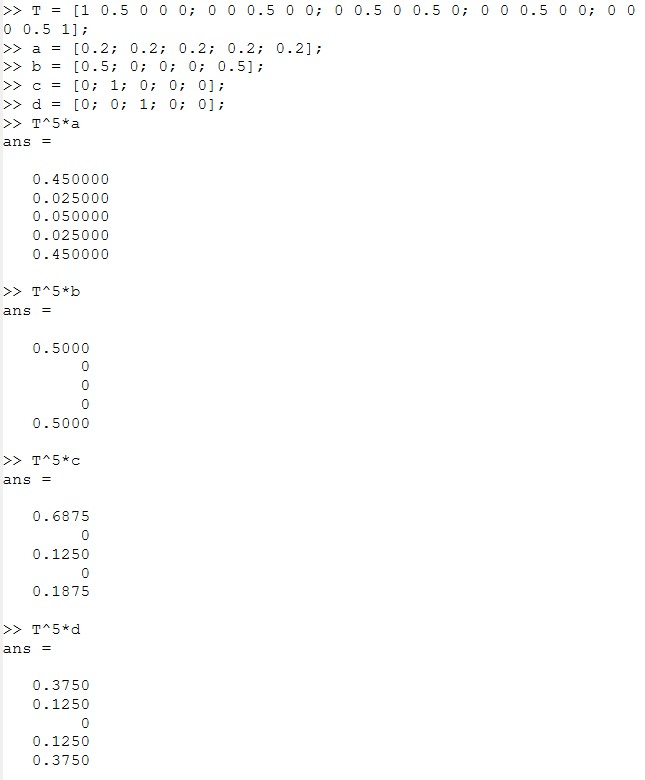 >> T = [1 0.5 0 0 0; 0 0 0.5 0 0; 0 0.5 0 0.5 0; 0 0 0.5 0 0; 0 0
0 0.5 1];
>> a = [0.2; 0.2; 0.2; 0.2; 0.2];
>> b = [0.5; 0; 0; 0; 0.5];
>> c = [0; 1; 0; 0; 0];
>> d = [0; 0; 1; 0; 0];
>> T^5*a
ans =
0.450000
0.025000
0.050000
0.025000
0.450000
>> T^5*b
ans =
0.5000
0
0
0
0.5000
>> T^5*c
ans =
0.6875
0
0.1250
0
0.1875
>> T^5*d
ans =
0.3750
0.1250
0
0.1250
0.3750